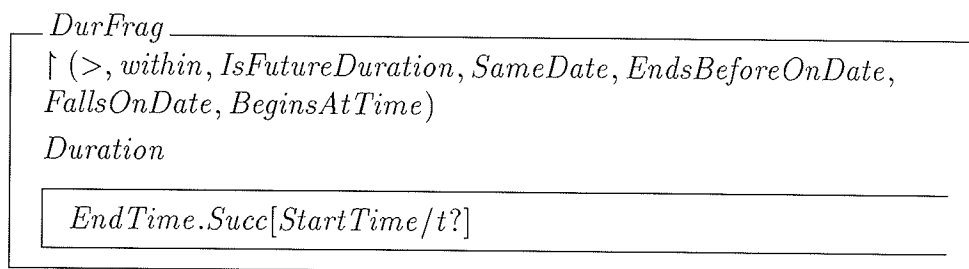 DurFrag
↾ (>, within, IsFutureDuration, SameDate, EndsBeforeOnDate,
FallsOnDate, BeginsAtTime)
Duration
EndTime.Succ[StartTime/t?]